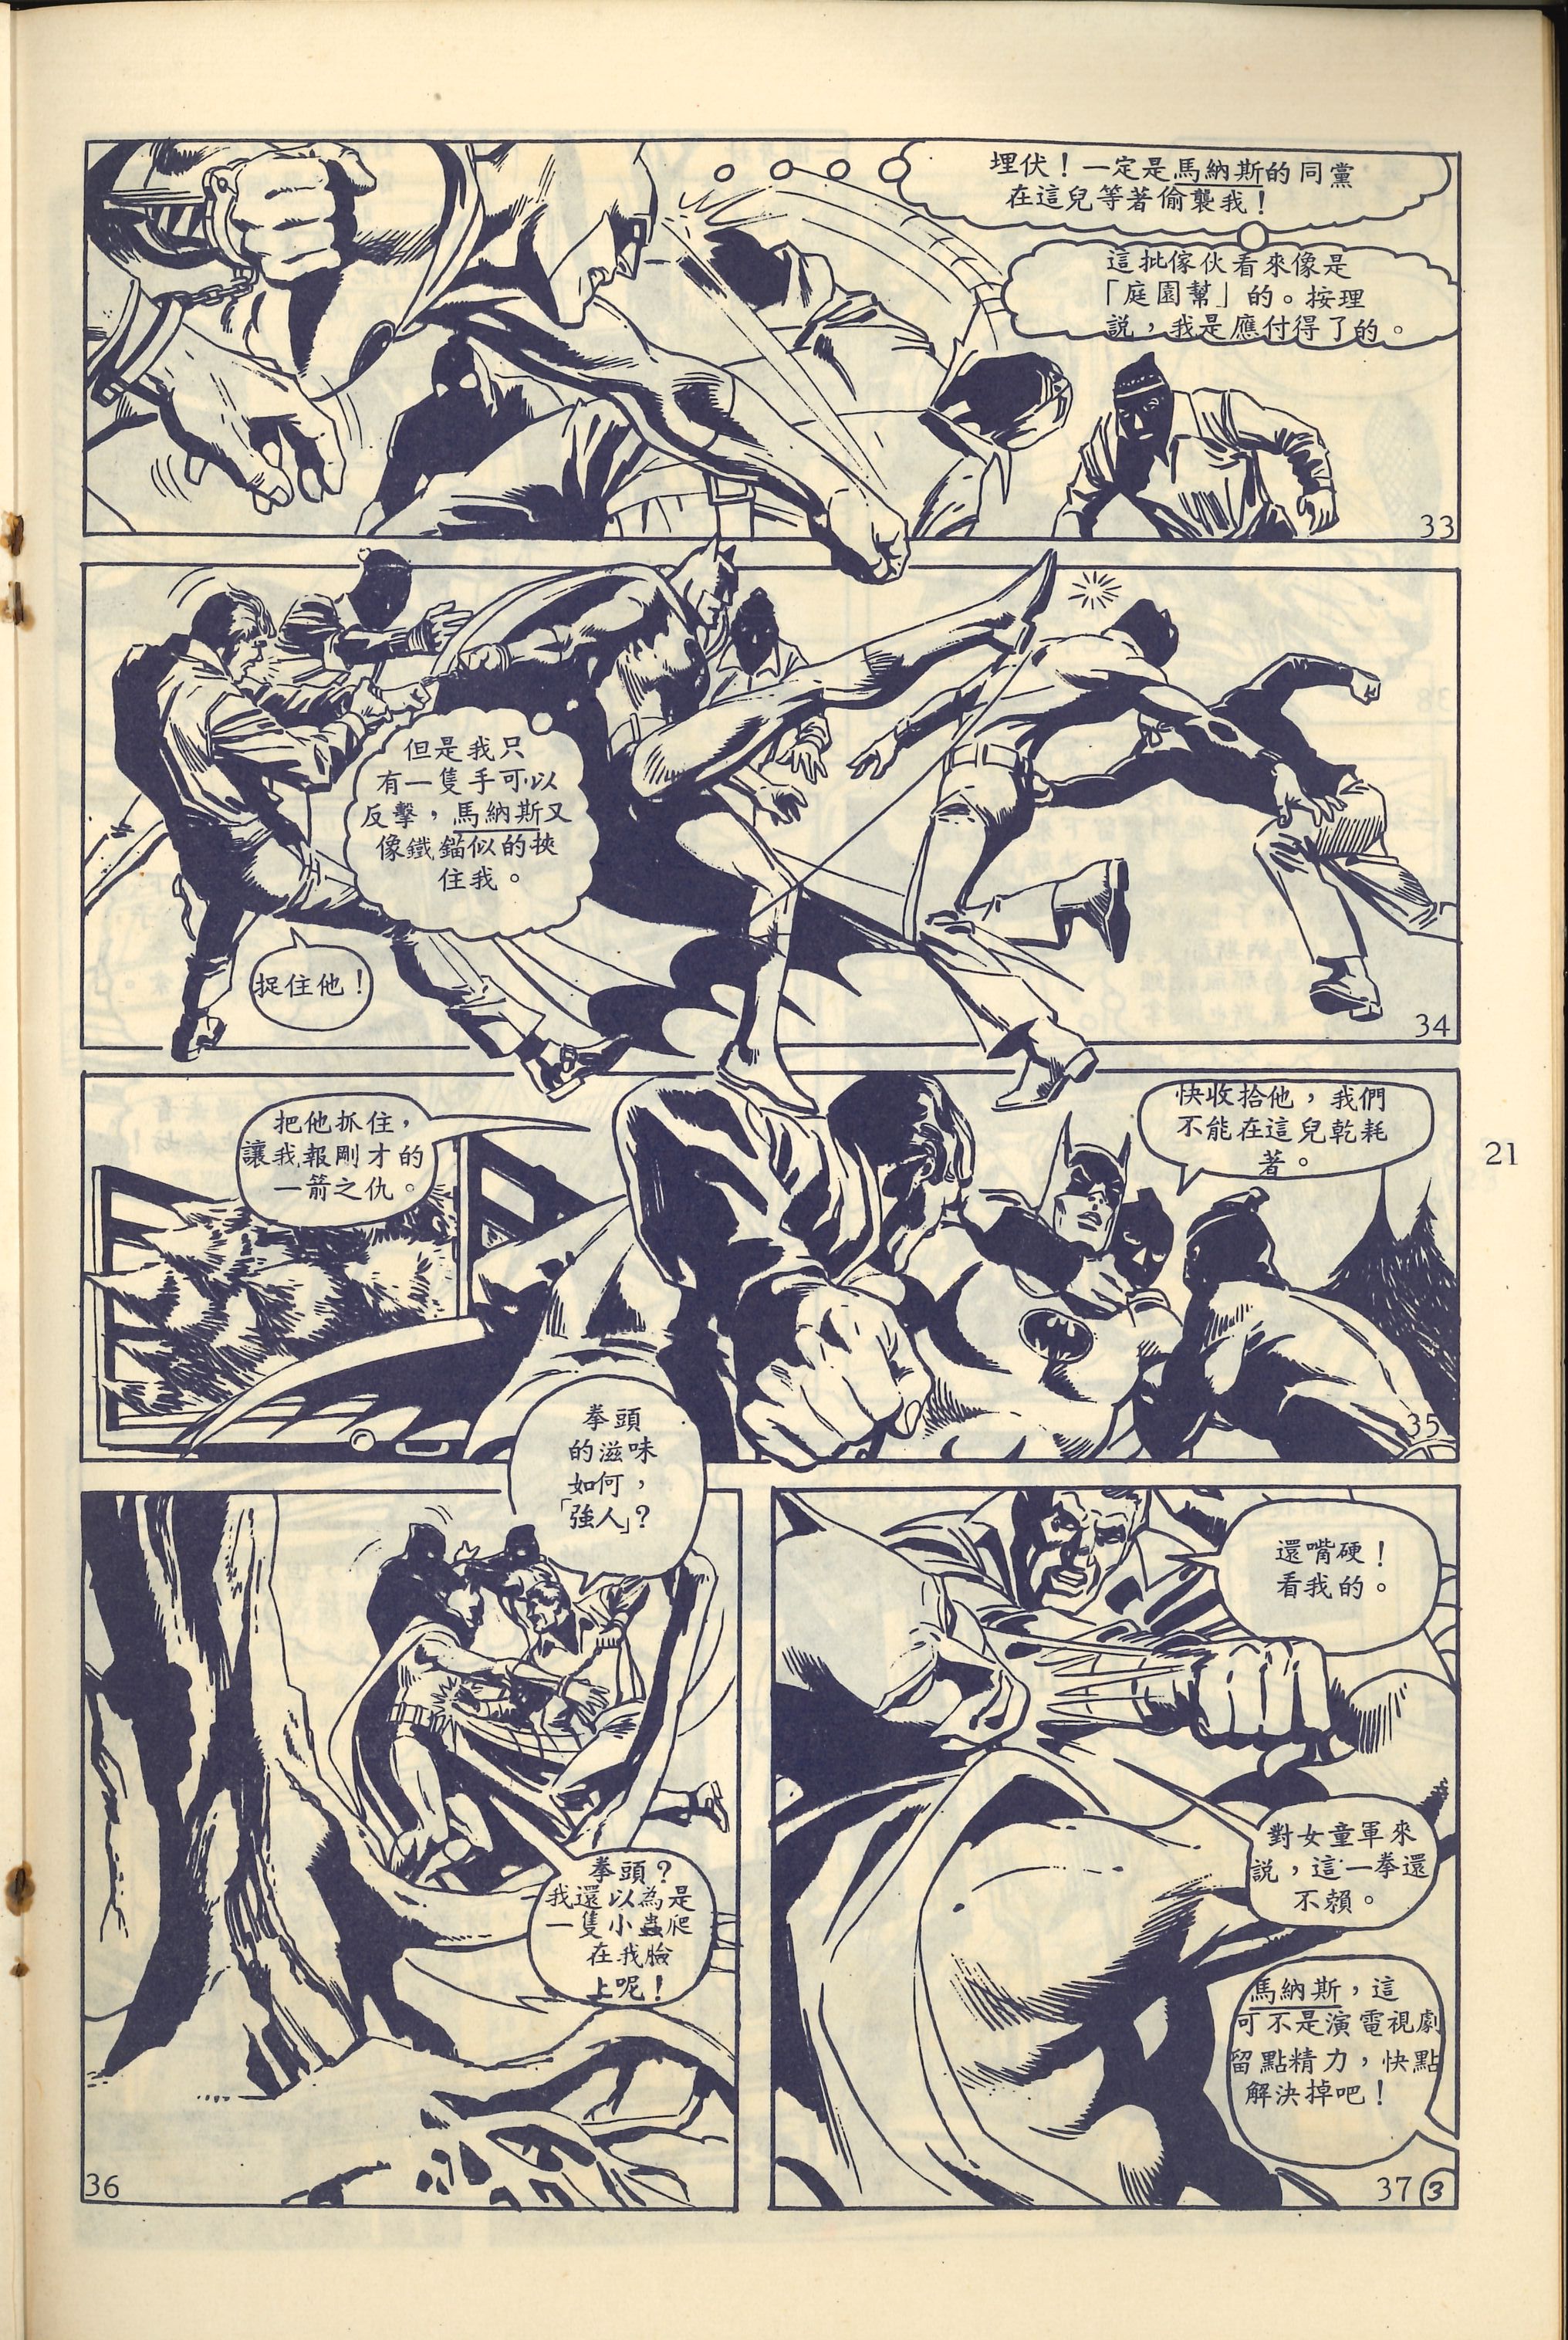 埋伏！一定是馬納斯的同黨
在這兒等著偷襲我！
這批傢伙看來像是
「庭園幫」的。按理
説，我是應付得了的。
33
但是我只
有一隻手可以
反擊，馬納斯又
像鐵錨似的挾
住我。
捉住他！
34
把他抓住，
讓我報剛才的
一箭之仇。
快收拾他，我們
不能在這兒乾耗
著。
35
21
拳頭
的滋味
如何，
「強人」？
拳頭？
我還以為是
一隻小蟲爬
在我臉
上呢！
36
還嘴硬！
看我的。
對女童軍來
説，這一拳還
不賴。
馬納斯，這
可不是演電視劇
留點精力，快點
解決掉吧！
37 3